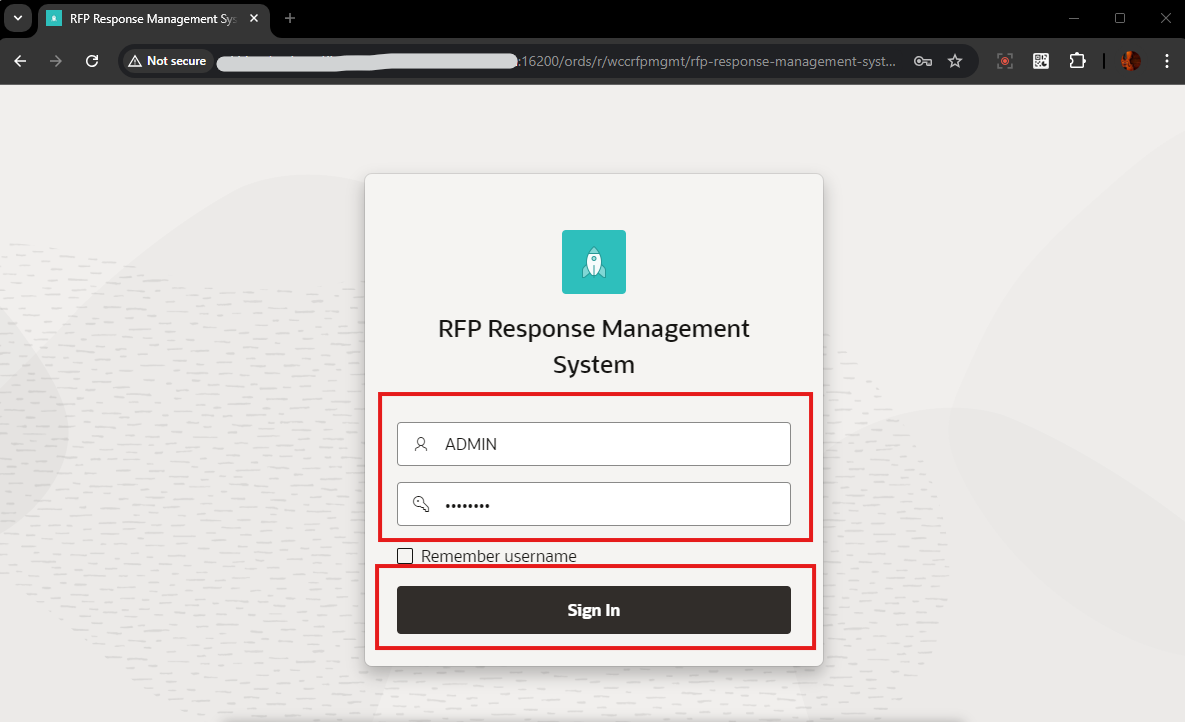 RFP Response Management Sys
Not secure
:16200/ords/r/wccrfpmgmt/rfp-response-management-syst...
RFP Response Management
System
ADMIN
••••••••
Remember username
Sign In